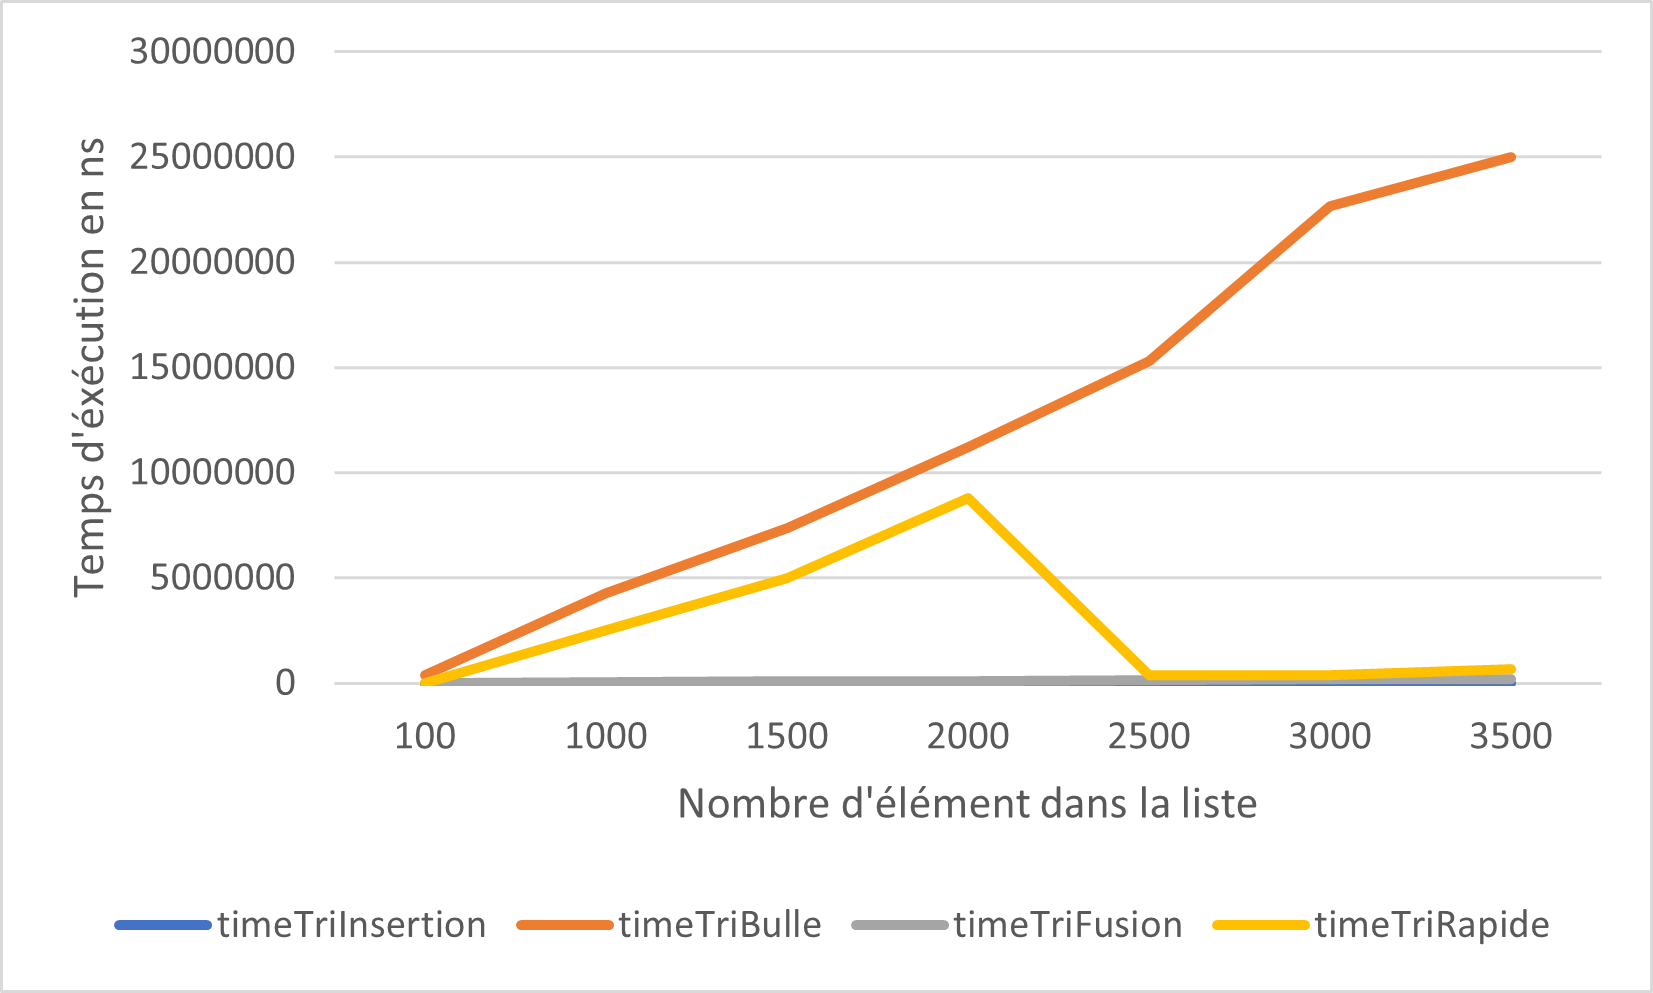 30000000
25000000
20000000
15000000
10000000
5000000
0
Temps d'éxécution en ns
100 1000 1500 2000 2500 3000 3500
Nombre d'élément dans la liste
timeTriInsertion timeTriBulle timeTriFusion timeTriRapide